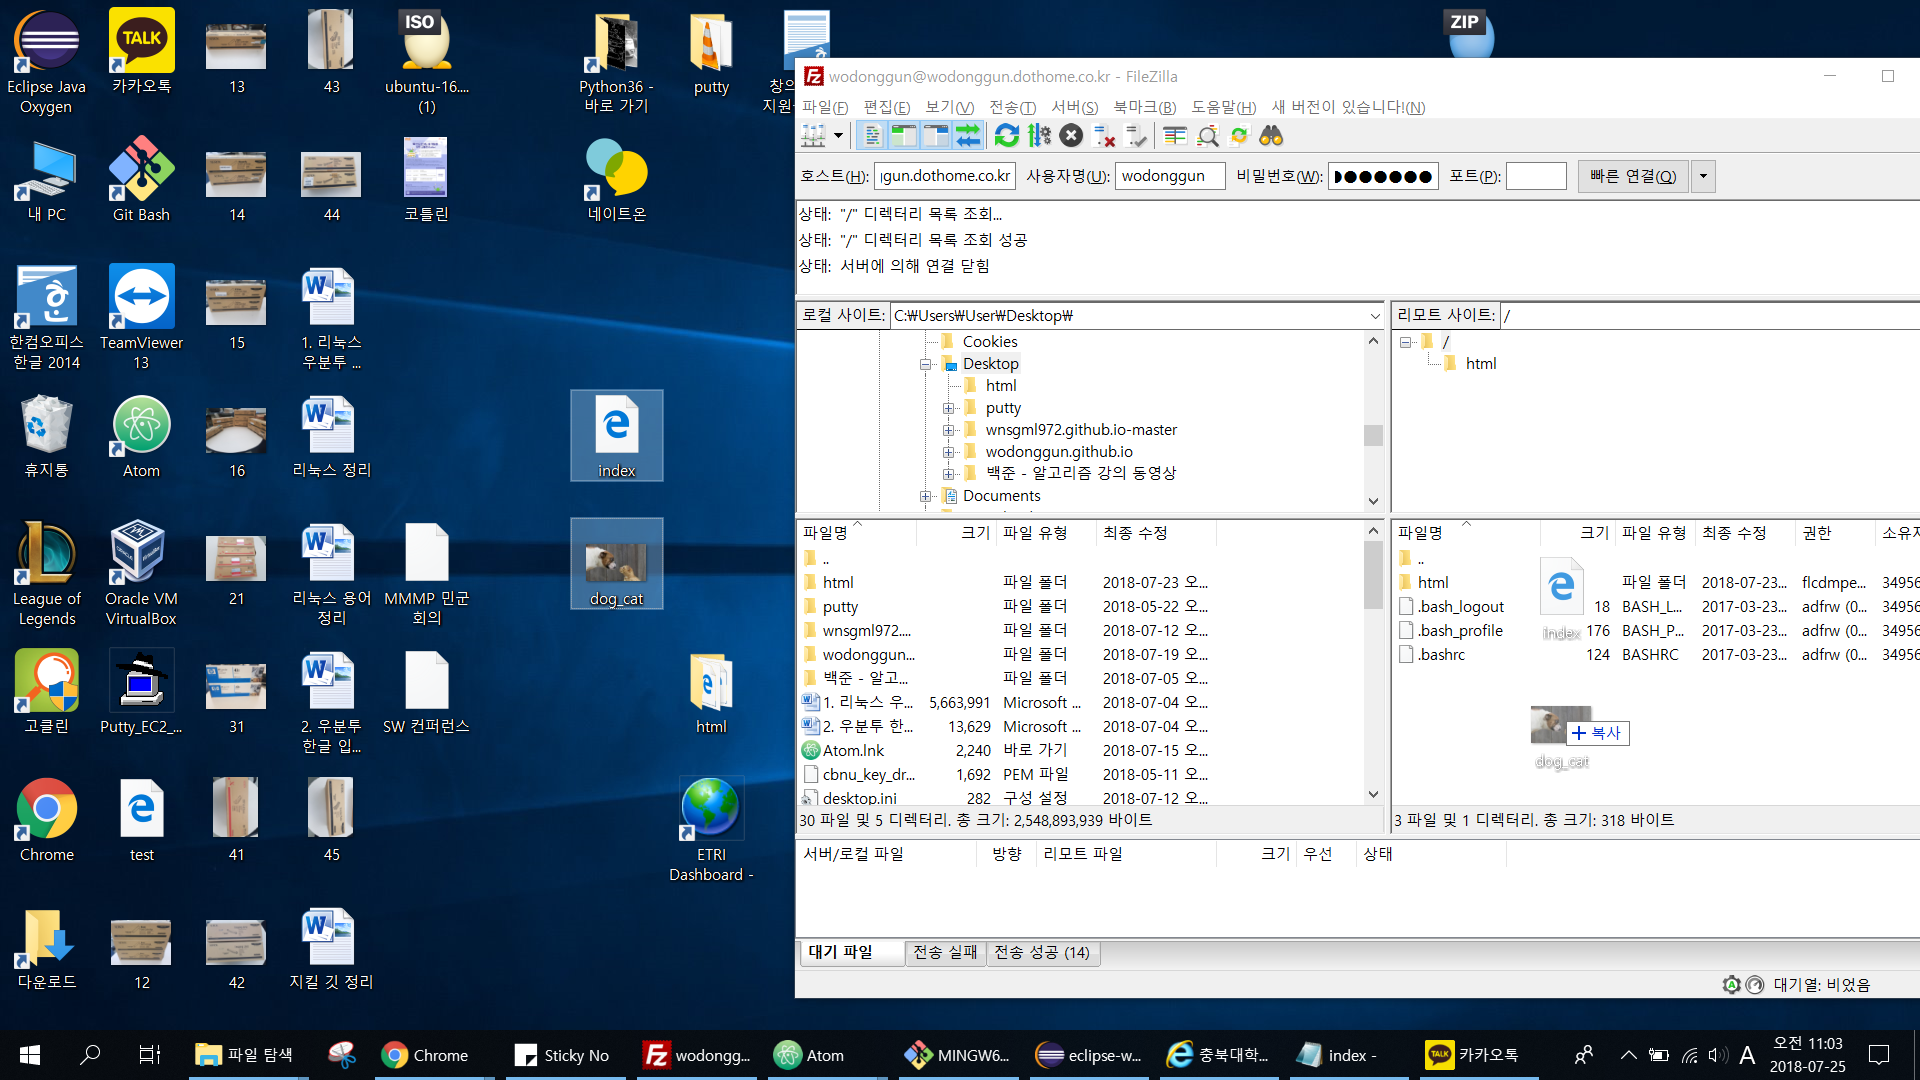 Eclipse Java
Oxygen
카카오톡
13
43
ISO
ubuntu-16....
(1)
Python36 -
바로 가기
putty
창의
지원
ZIP
내 PC
Git Bash
14
44
코틀린
네이트온
한컴오피스
한글 2014
TeamViewer
13
15
1. 리눅스
우분투 ...
휴지통
Atom
16
리눅스 정리
index
League of
Legends
Oracle VM
VirtualBox
21
리눅스 용어
정리
MMMP 민군
회의
dog_cat
고클린
Putty_EC2_...
31
2. 우분투
한글 입...
SW 컨퍼런스
html
Chrome
test
41
45
ETRI
Dashboard -
다운로드
12
42
지킬 깃 정리
wodonggun@wodonggun.dothome.co.kr - FileZilla
파일(F) 편집(E) 보기(V) 전송(T) 서버(S) 북마크(B) 도움말(H) 새 버전이 있습니다!(N)
호스트(H): gun.dothome.co.kr 사용자명(U): wodonggun 비밀번호(W): ●●●●●●● 포트(P): 빠른 연결(Q)
상태: "/" 디렉터리 목록 조회...
상태: "/" 디렉터리 목록 조회 성공
상태: 서버에 의해 연결 닫힘
로컬 사이트: C:₩Users₩User₩Desktop₩
Cookies
Desktop
html
putty
wnsgml972.github.io-master
wodonggun.github.io
백준 - 알고리즘 강의 동영상
Documents
리모트 사이트: /
/
html
파일명 크기 파일 유형 최종 수정
..
html 파일 폴더 2018-07-23 오...
putty 파일 폴더 2018-05-22 오...
wnsgml972.... 파일 폴더 2018-07-12 오...
wodonggun... 파일 폴더 2018-07-19 오...
백준 - 알고... 파일 폴더 2018-07-05 오...
1. 리눅스 우... 5,663,991 Microsoft ... 2018-07-04 오...
2. 우분투 한... 13,629 Microsoft ... 2018-07-04 오...
Atom.lnk 2,240 바로 가기 2018-07-15 오...
cbnu_key_dr... 1,692 PEM 파일 2018-05-11 오...
desktop.ini 282 구성 설정 2018-07-12 오...
30 파일 및 5 디렉터리. 총 크기: 2,548,893,939 바이트
파일명 크기 파일 유형 최종 수정 권한 소유자
..
html 파일 폴더 2018-07-23... flcdmpe... 34956
.bash_logout 18 BASH_L... 2017-03-23... adfrw (0... 34956
.bash_profile 176 BASH_P... 2017-03-23... adfrw (0... 34956
.bashrc 124 BASHRC 2017-03-23... adfrw (0... 34956
index
복사
dog_cat
3 파일 및 1 디렉터리. 총 크기: 318 바이트
서버/로컬 파일 방향 리모트 파일 크기 우선 상태
대기 파일 전송 실패 전송 성공 (14)
대기열: 비었음
파일 탐색 Chrome Sticky No wodongg... Atom MINGW6... eclipse-w... 충북대학... index - TALK 카카오톡 A
오전 11:03
2018-07-25